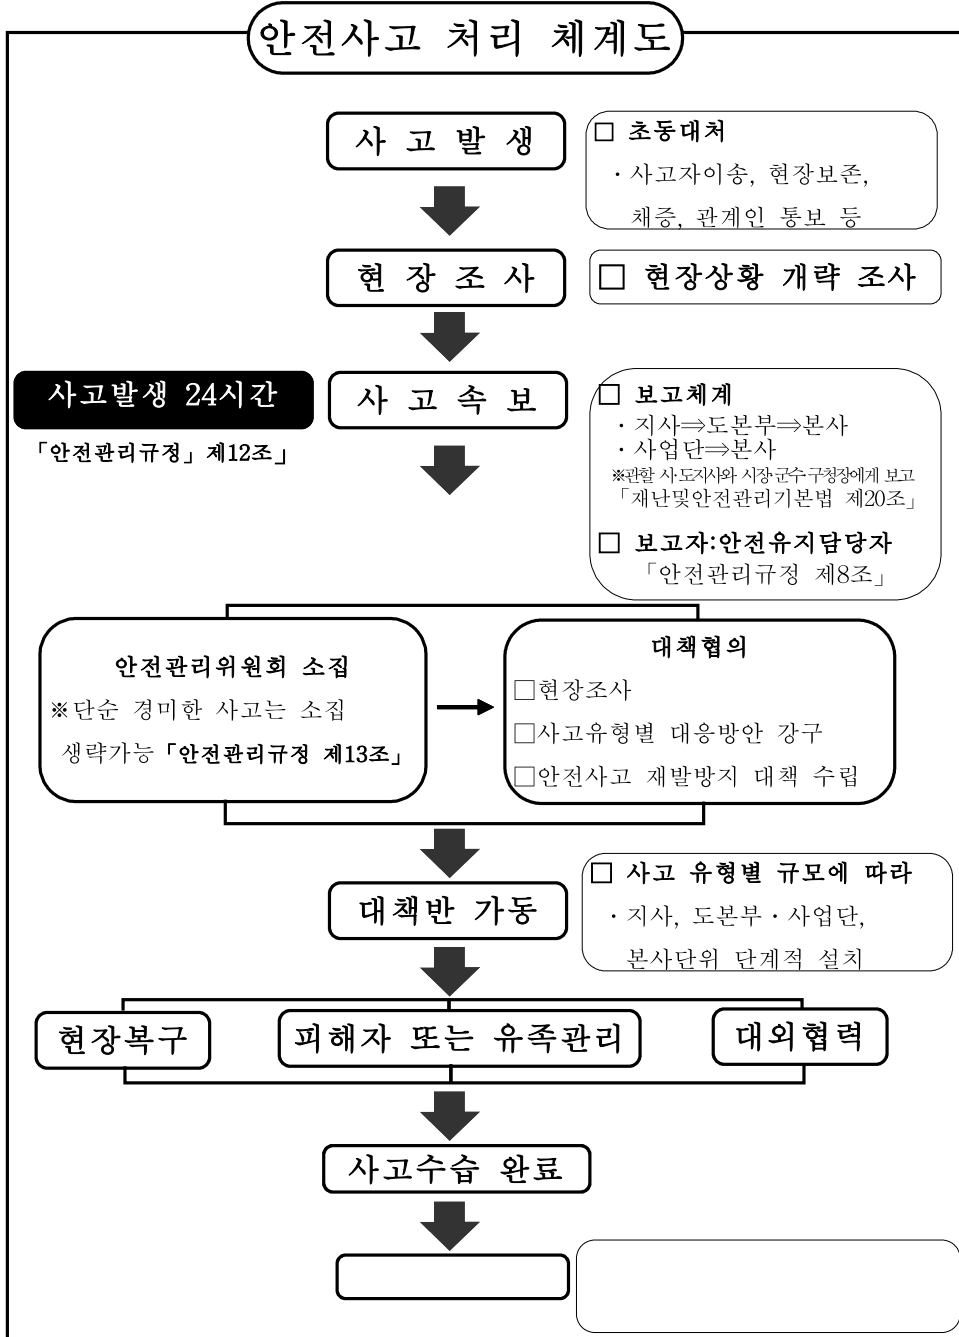 안전사고 처리 체계도
사 고 발 생
□ 초동대처
· 사고자이송, 현장보존,
채증, 관계인 통보 등
현 장 조 사
□ 현장상황 개략 조사
사고발생 24시간
「안전관리규정」제12조」
사 고 속 보
□ 보고체계
· 지사⇒도본부⇒본사
· 사업단⇒본사
※관할 시·도지사와 시장·군수·구청장에게 보고
「재난및안전관리기본법 제20조」
□ 보고자:안전유지담당자
「안전관리규정 제8조」
안전관리위원회 소집
※단순 경미한 사고는 소집
생략가능「안전관리규정 제13조」
대책협의
□현장조사
□사고유형별 대응방안 강구
□안전사고 재발방지 대책 수립
대책반 가동
□ 사고 유형별 규모에 따라
· 지사, 도본부·사업단,
본사단위 단계적 설치
현장복구
피해자 또는 유족관리
대외협력
사고수습 완료